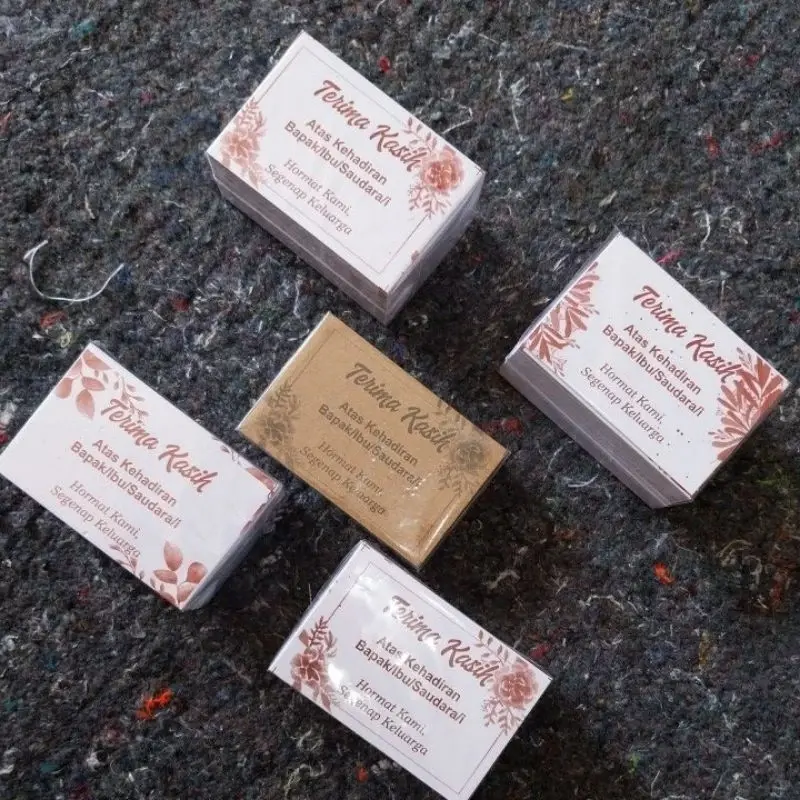 Terima Kasih
Atas Kehadiran
Bapak/Ibu/Saudara/i
Hormat Kami,
Segenap Keluarga
Terima Kasih
Atas Kehadiran
Bapak/Ibu/Saudara/i
Hormat Kami,
Segenap Keluarga
Terima Kasih
Atas Kehadiran
Bapak/Ibu/Saudara/i
Hormat Kami,
Segenap Keluarga
Terima Kasih
Atas Kehadiran
Bapak/Ibu/Saudara/i
Hormat Kami,
Segenap Keluarga
Terima Kasih
Atas Kehadiran
Bapak/Ibu/Saudara/i
Hormat Kami,
Segenap Keluarga